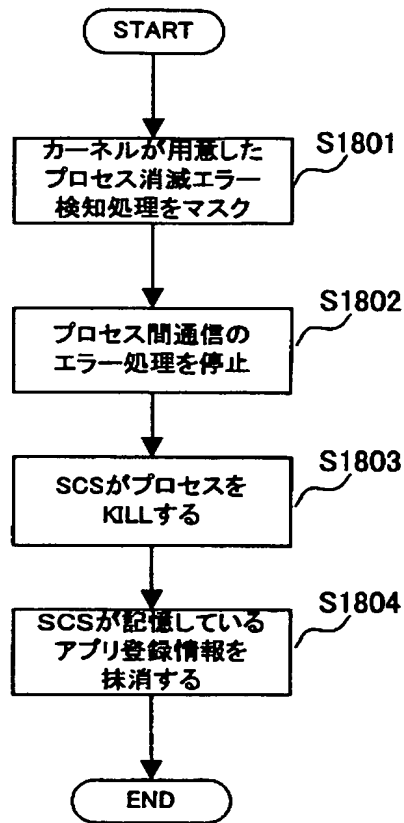 START
S1801
カーネルが用意した
プロセス消滅エラー
検知処理をマスク
S1802
プロセス間通信の
エラー処理を停止
S1803
SCSがプロセスを
KILLする
S1804
SCSが記憶している
アプリ登録情報を
抹消する
END